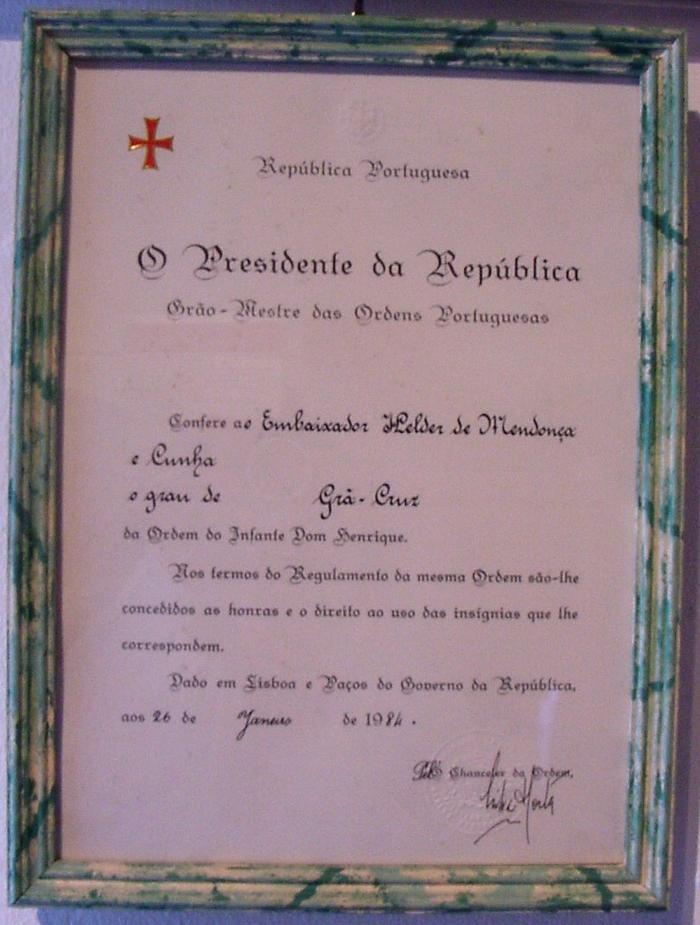 República Portuguesa
O Presidente da República
Grão-Mestre das Ordens Portuguesas
Confere ao Embaixador Helder de Mendonça
e Cunha
o grau de Grã-Cruz
da Ordem do Infante Dom Henrique.
Nos termos do Regulamento da mesma Ordem são-lhe
concedidos as honras e o direito ao uso das insígnias que lhe
correspondem.
Dado em Lisboa e Paços do Governo da República,
aos 26 de Janeiro de 1984.
Chanceler da Ordem,